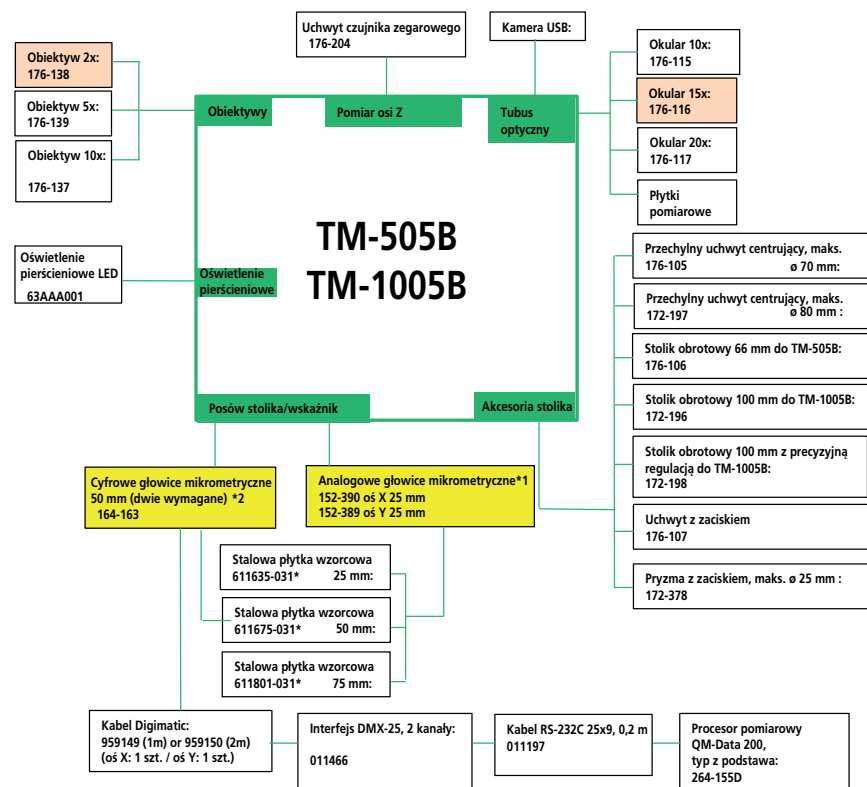 Uchwyt czujnika zegarowego
176-204
Kamera USB:
Obiektyw 2x:
176-138
Obiektyw 5x:
176-139
Obiektyw 10x:
176-137
Okular 10x:
176-115
Okular 15x:
176-116
Okular 20x:
176-117
Płytki
pomiarowe
Obiektywy
Pomiar osi Z
Tubus
optyczny
TM-505B
TM-1005B
Oświetlenie
pierścieniowe LED
63AAA001
Oświetlenie
pierścieniowe
Przechylny uchwyt centrujący, maks.
176-105 ø 70 mm:
Przechylny uchwyt centrujący, maks.
172-197 ø 80 mm :
Stolik obrotowy 66 mm do TM-505B:
176-106
Stolik obrotowy 100 mm do TM-1005B:
172-196
Stolik obrotowy 100 mm z precyzyjną
regulacją do TM-1005B:
172-198
Uchwyt z zaciskiem
176-107
Pryzma z zaciskiem, maks. ø 25 mm :
172-378
Posów stolika/wskaźnik
Akcesoria stolika
Cyfrowe głowice mikrometryczne
50 mm (dwie wymagane) *2
164-163
Analogowe głowice mikrometryczne*1
152-390 oś X 25 mm
152-389 oś Y 25 mm
Stalowa płytka wzorcowa
611635-031* 25 mm:
Stalowa płytka wzorcowa
611675-031* 50 mm:
Stalowa płytka wzorcowa
611801-031* 75 mm:
Kabel Digimatic:
959149 (1m) or 959150 (2m)
(oś X: 1 szt. / oś Y: 1 szt.)
Interfejs DMX-25, 2 kanały:
011466
Kabel RS-232C 25x9, 0,2 m
011197
Procesor pomiarowy
QM-Data 200,
typ z podstawa:
264-155D